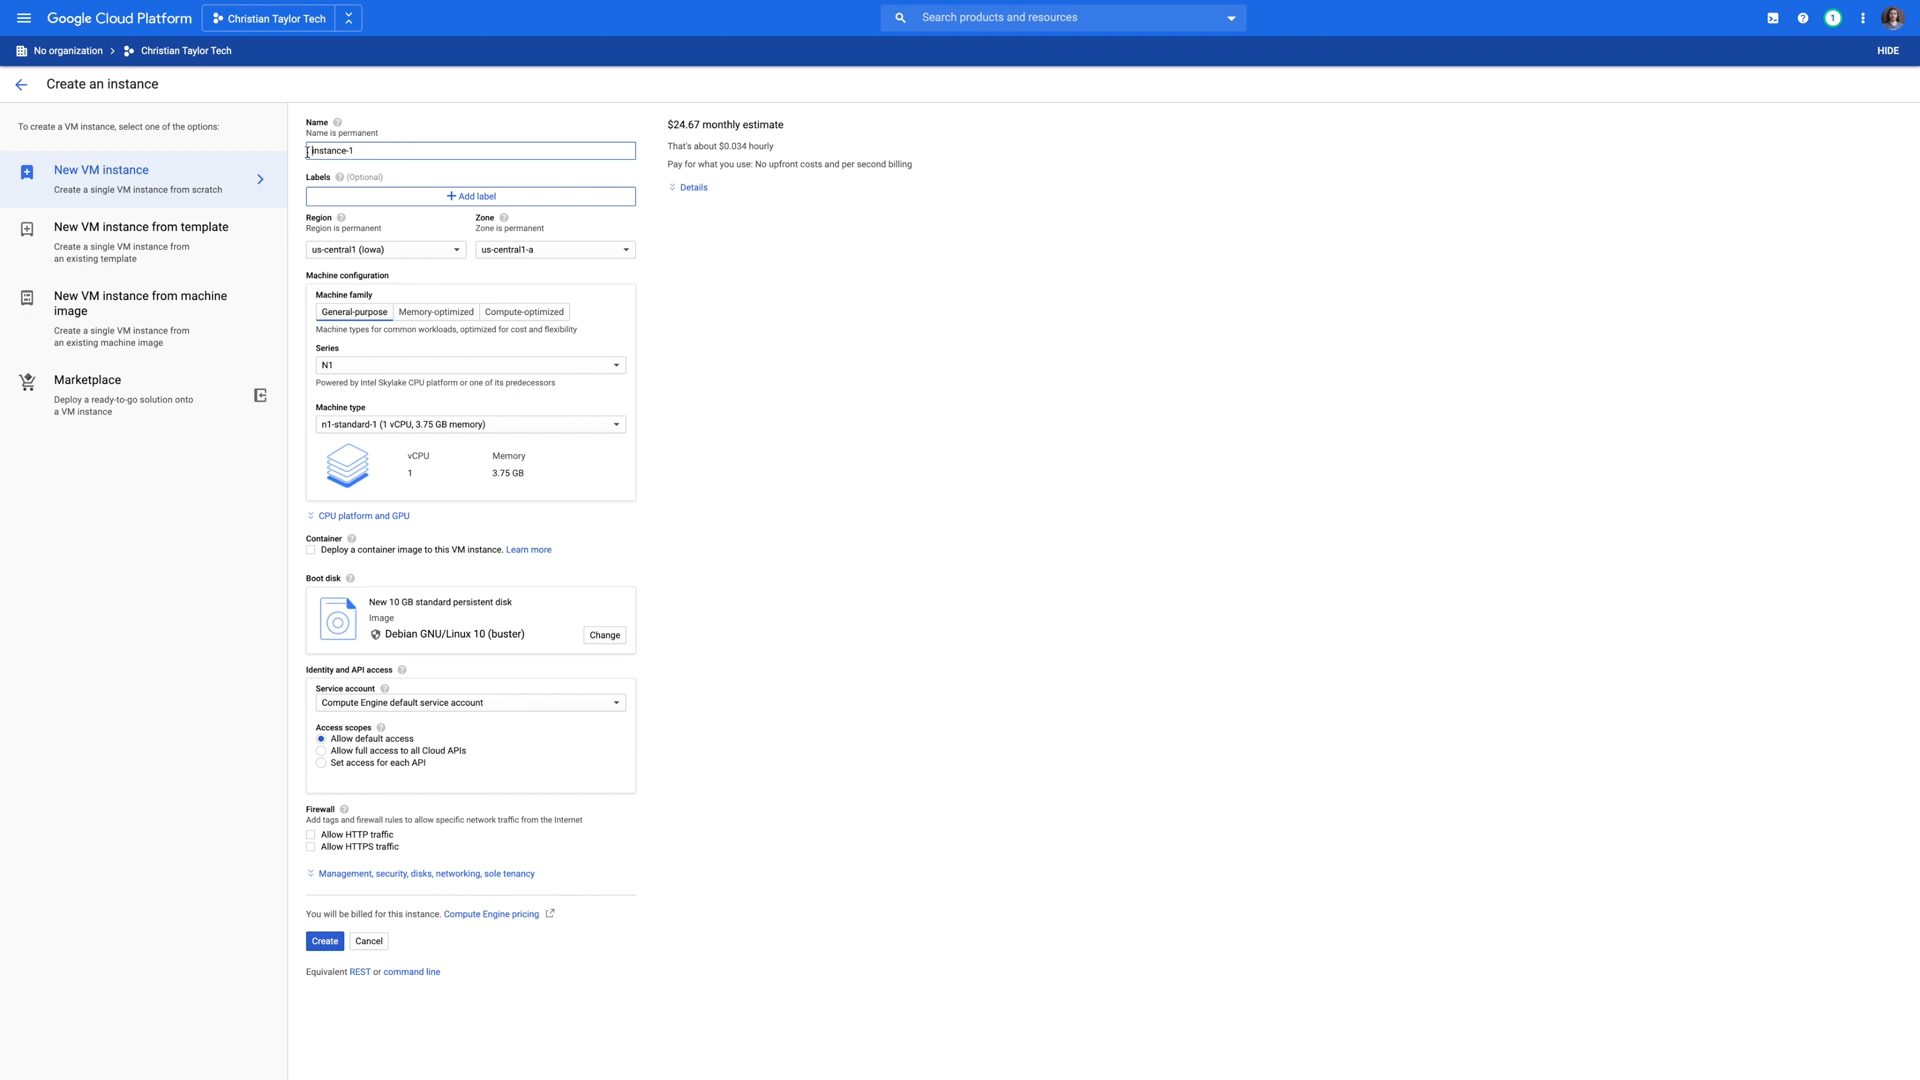 Google Cloud Platform
Christian Taylor Tech
Search products and resources
1
No organization
Christian Taylor Tech
HIDE
Create an instance
To create a VM instance, select one of the options:
New VM instance
Create a single VM instance from scratch
New VM instance from template
Create a single VM instance from
an existing template
New VM instance from machine
image
Create a single VM instance from
an existing machine image
Marketplace
Deploy a ready-to-go solution onto
a VM instance
Name
Name is permanent
instance-1
Labels (Optional)
+ Add label
Region
Region is permanent
us-central1 (Iowa)
Zone
Zone is permanent
us-central1-a
Machine configuration
Machine family
General-purpose
Memory-optimized
Compute-optimized
Machine types for common workloads, optimized for cost and flexibility
Series
N1
Powered by Intel Skylake CPU platform or one of its predecessors
Machine type
n1-standard-1 (1 vCPU, 3.75 GB memory)
vCPU
1
Memory
3.75 GB
CPU platform and GPU
Container
Deploy a container image to this VM instance. Learn more
Boot disk
New 10 GB standard persistent disk
Image
Debian GNU/Linux 10 (buster)
Change
Identity and API access
Service account
Compute Engine default service account
Access scopes
Allow default access
Allow full access to all Cloud APIs
Set access for each API
Firewall
Add tags and firewall rules to allow specific network traffic from the Internet
Allow HTTP traffic
Allow HTTPS traffic
Management, security, disks, networking, sole tenancy
You will be billed for this instance. Compute Engine pricing
Create
Cancel
Equivalent REST or command line
$24.67 monthly estimate
That's about $0.034 hourly
Pay for what you use: No upfront costs and per second billing
Details